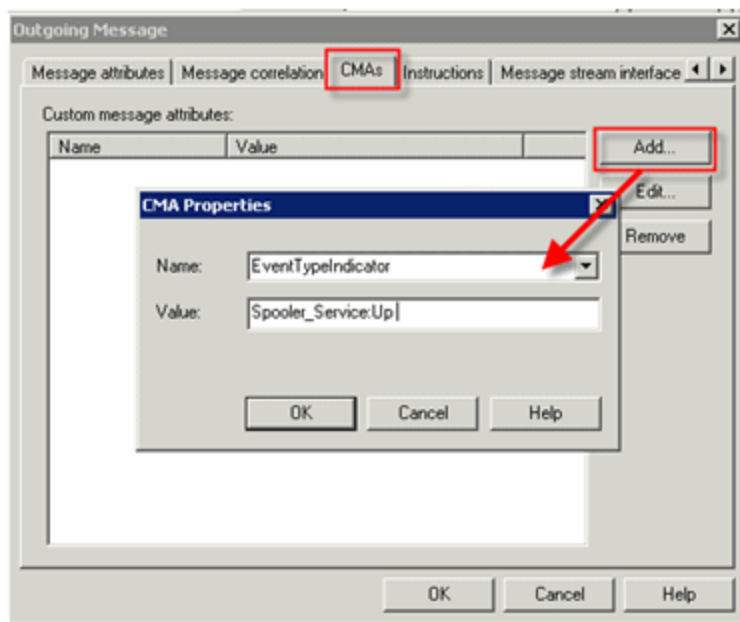 Outgoing Message
Message attributes Message correlation CMAs Instructions Message stream interface
Custom message attributes:
Name Value
Add...
Edit...
Remove
CMA Properties
Name: EventTypeIndicator
Value: Spooler_Service:Up
OK Cancel Help
OK Cancel Help